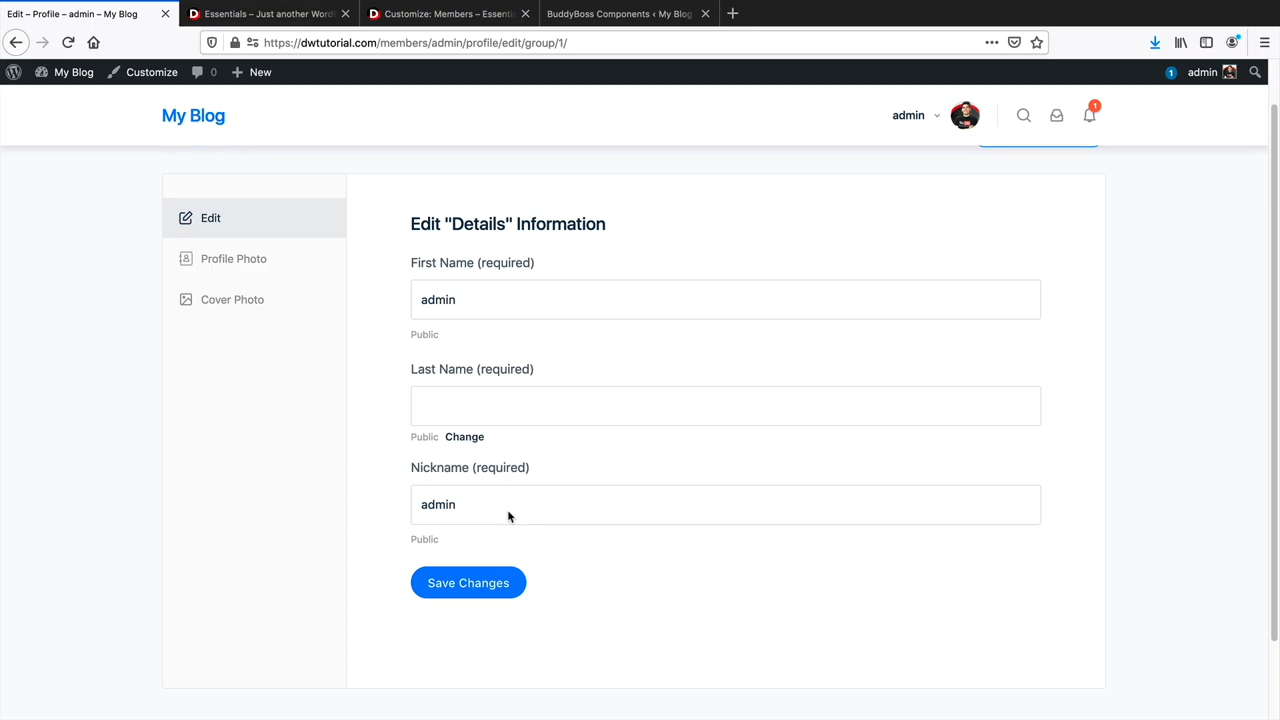 Edit – Profile – admin – My Blog
Essentials – Just another Word
Customize: Members – Essenti
BuddyBoss Components ‹ My Blog
https://dwtutorial.com/members/admin/profile/edit/group/1/
My Blog
Customize
0
New
1
admin
My Blog
admin
1
Edit
Profile Photo
Cover Photo
Edit "Details" Information
First Name (required)
admin
Public
Last Name (required)
Public Change
Nickname (required)
admin
Public
Save Changes